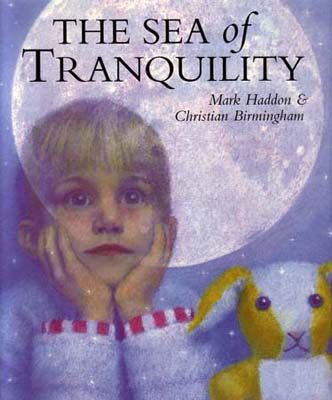 THE SEA of
TRANQUILITY
Mark Haddon &
Christian Birmingham